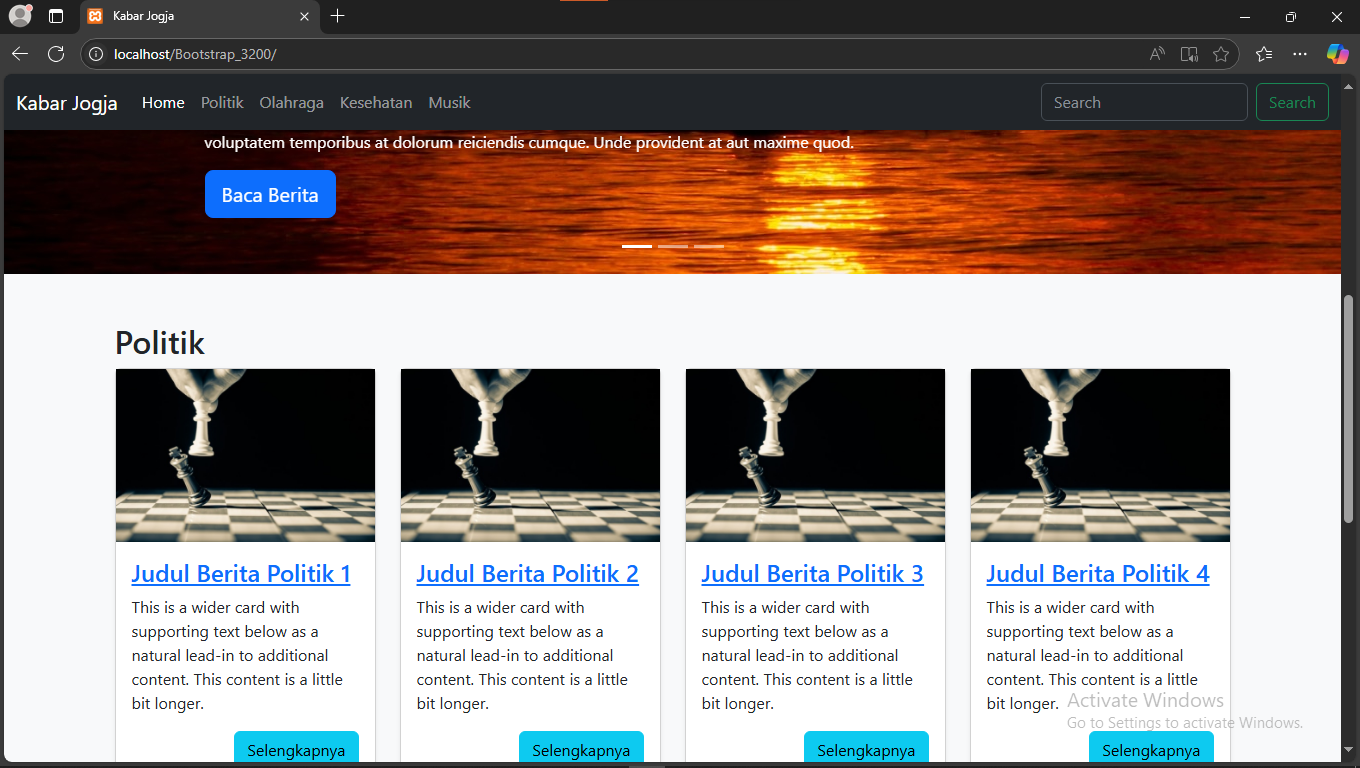 Kabar Jogja
localhost/Bootstrap_3200/
Kabar Jogja Home Politik Olahraga Kesehatan Musik Search Search
voluptatem temporibus at dolorum reiciendis cumque. Unde provident at aut maxime quod.
Baca Berita
Politik
Judul Berita Politik 1
This is a wider card with
supporting text below as a
natural lead-in to additional
content. This content is a little
bit longer.
Selengkapnya
Judul Berita Politik 2
This is a wider card with
supporting text below as a
natural lead-in to additional
content. This content is a little
bit longer.
Selengkapnya
Judul Berita Politik 3
This is a wider card with
supporting text below as a
natural lead-in to additional
content. This content is a little
bit longer.
Selengkapnya
Judul Berita Politik 4
This is a wider card with
supporting text below as a
natural lead-in to additional
content. This content is a little
bit longer.
Selengkapnya
Activate Windows
Go to Settings to activate Windows.